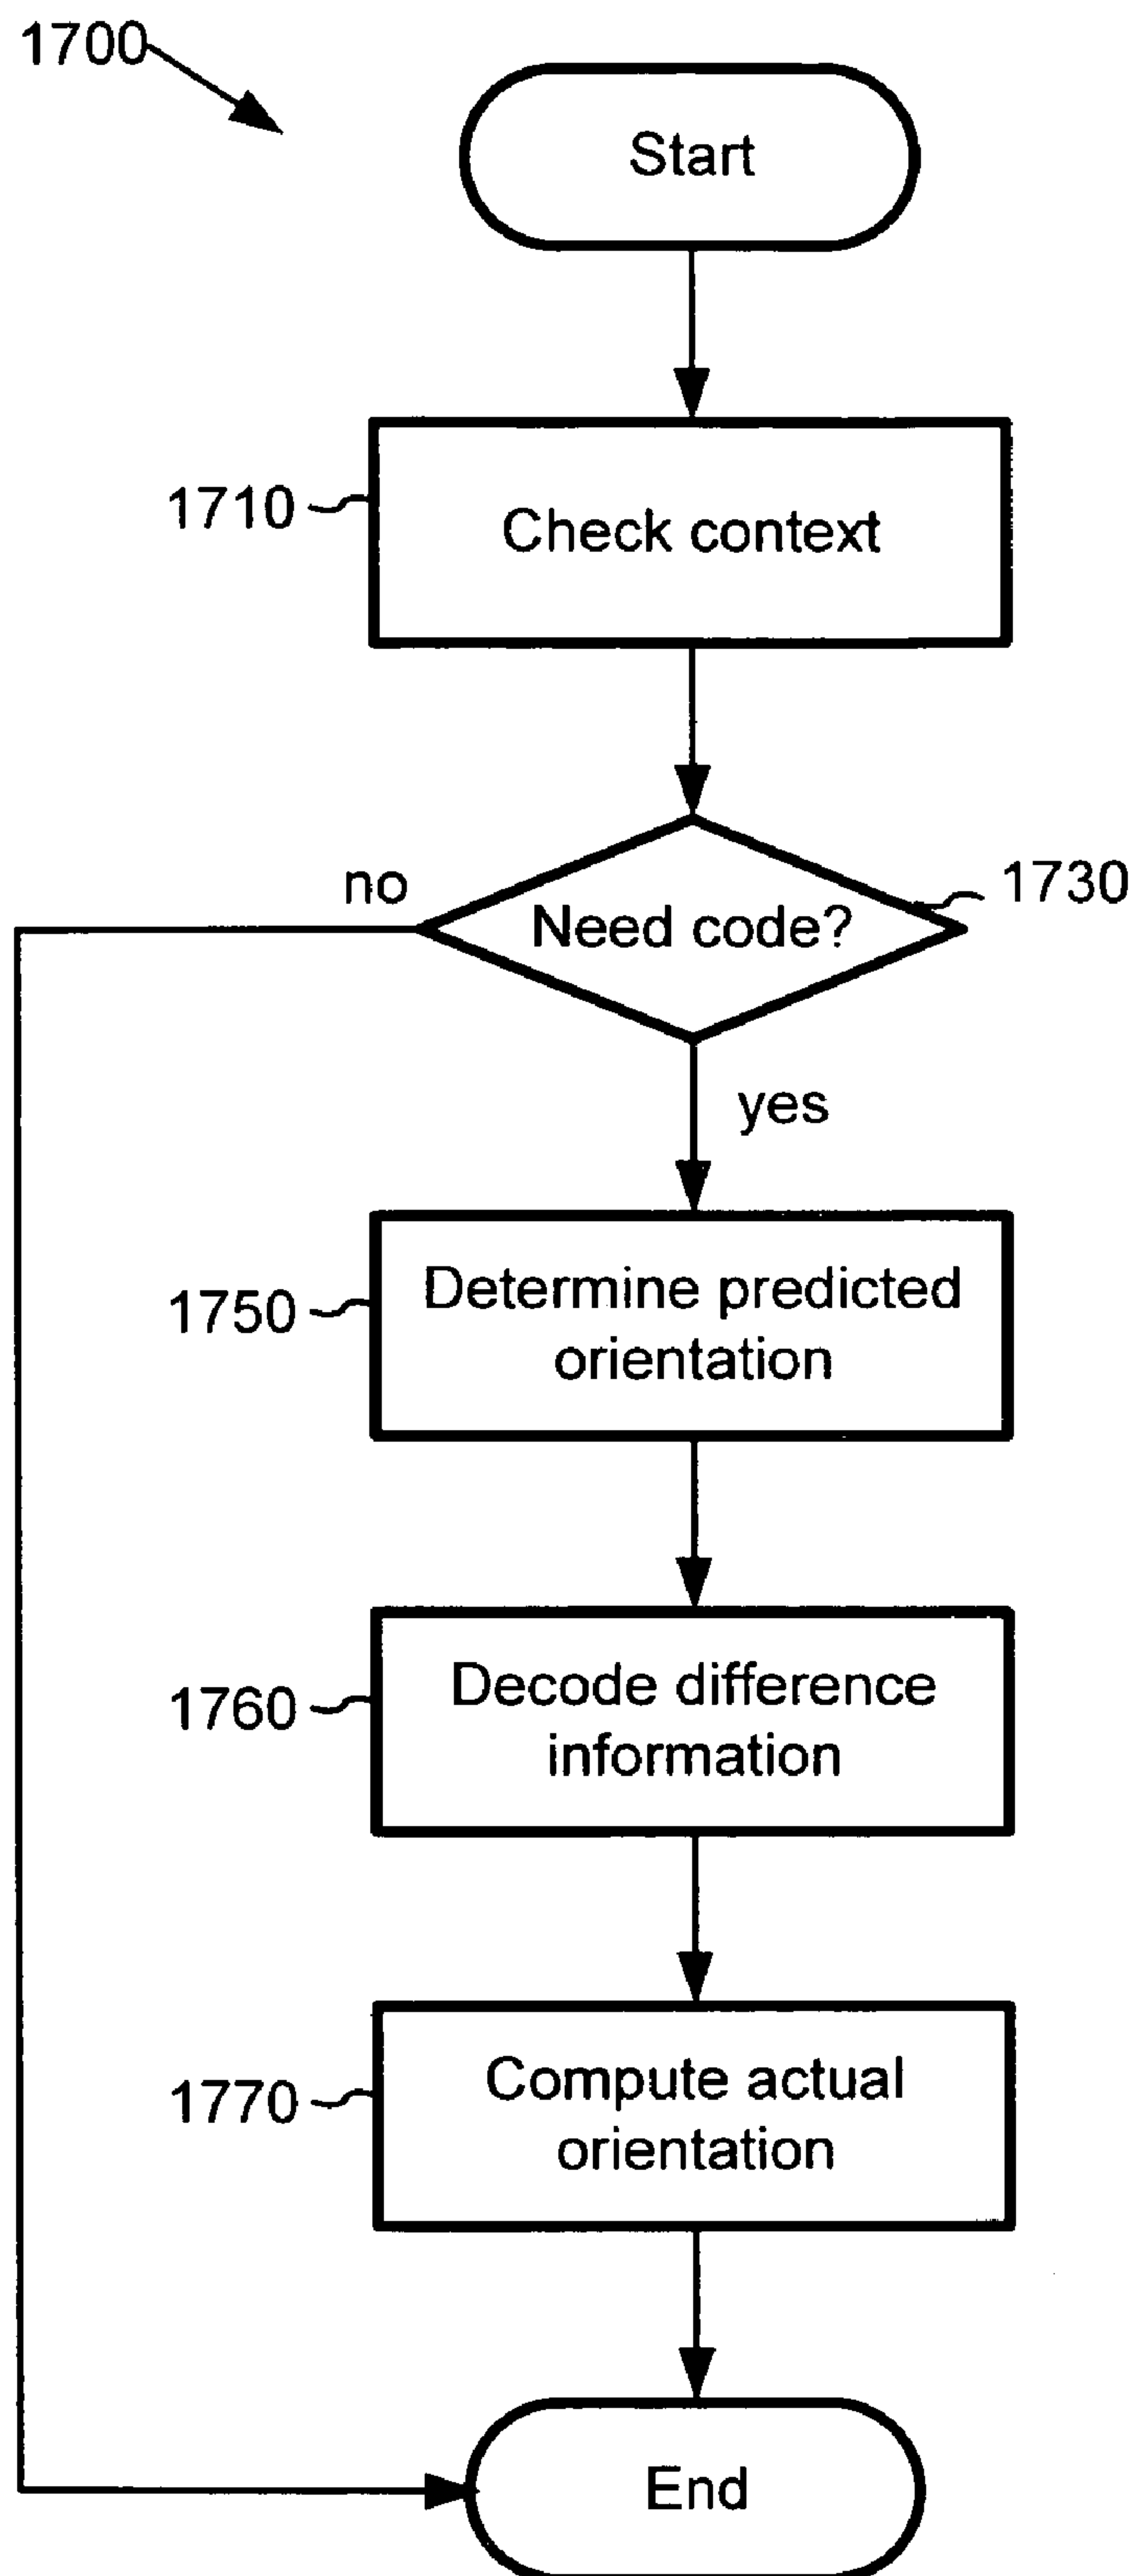 1700
Start
1710
Check context
no
1730
Need code?
yes
1750
Determine predicted
orientation
1760
Decode difference
information
1770
Compute actual
orientation
End